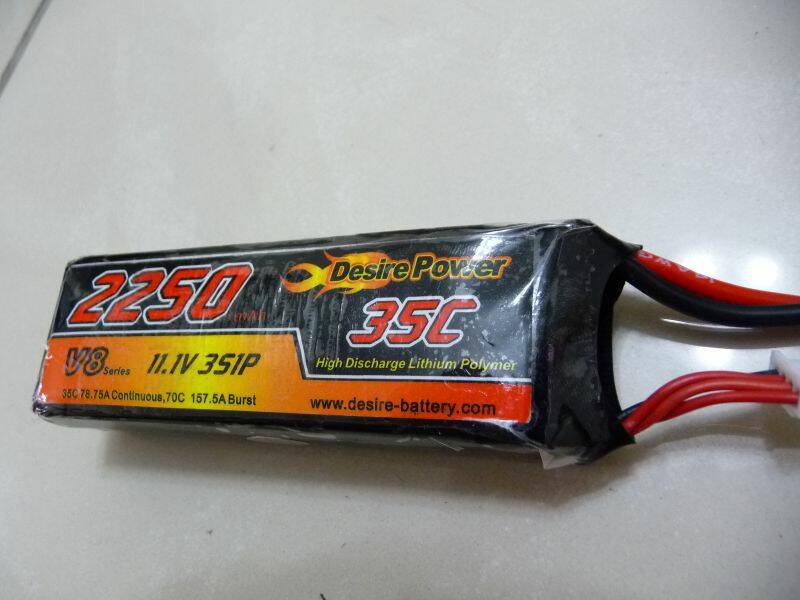 Desire Power
2250 mAh
35C
V8 Series 11.1V 3S1P
High Discharge Lithium Polymer
35C 78.75A Continuous,70C 157.5A Burst
www.desire-battery.com